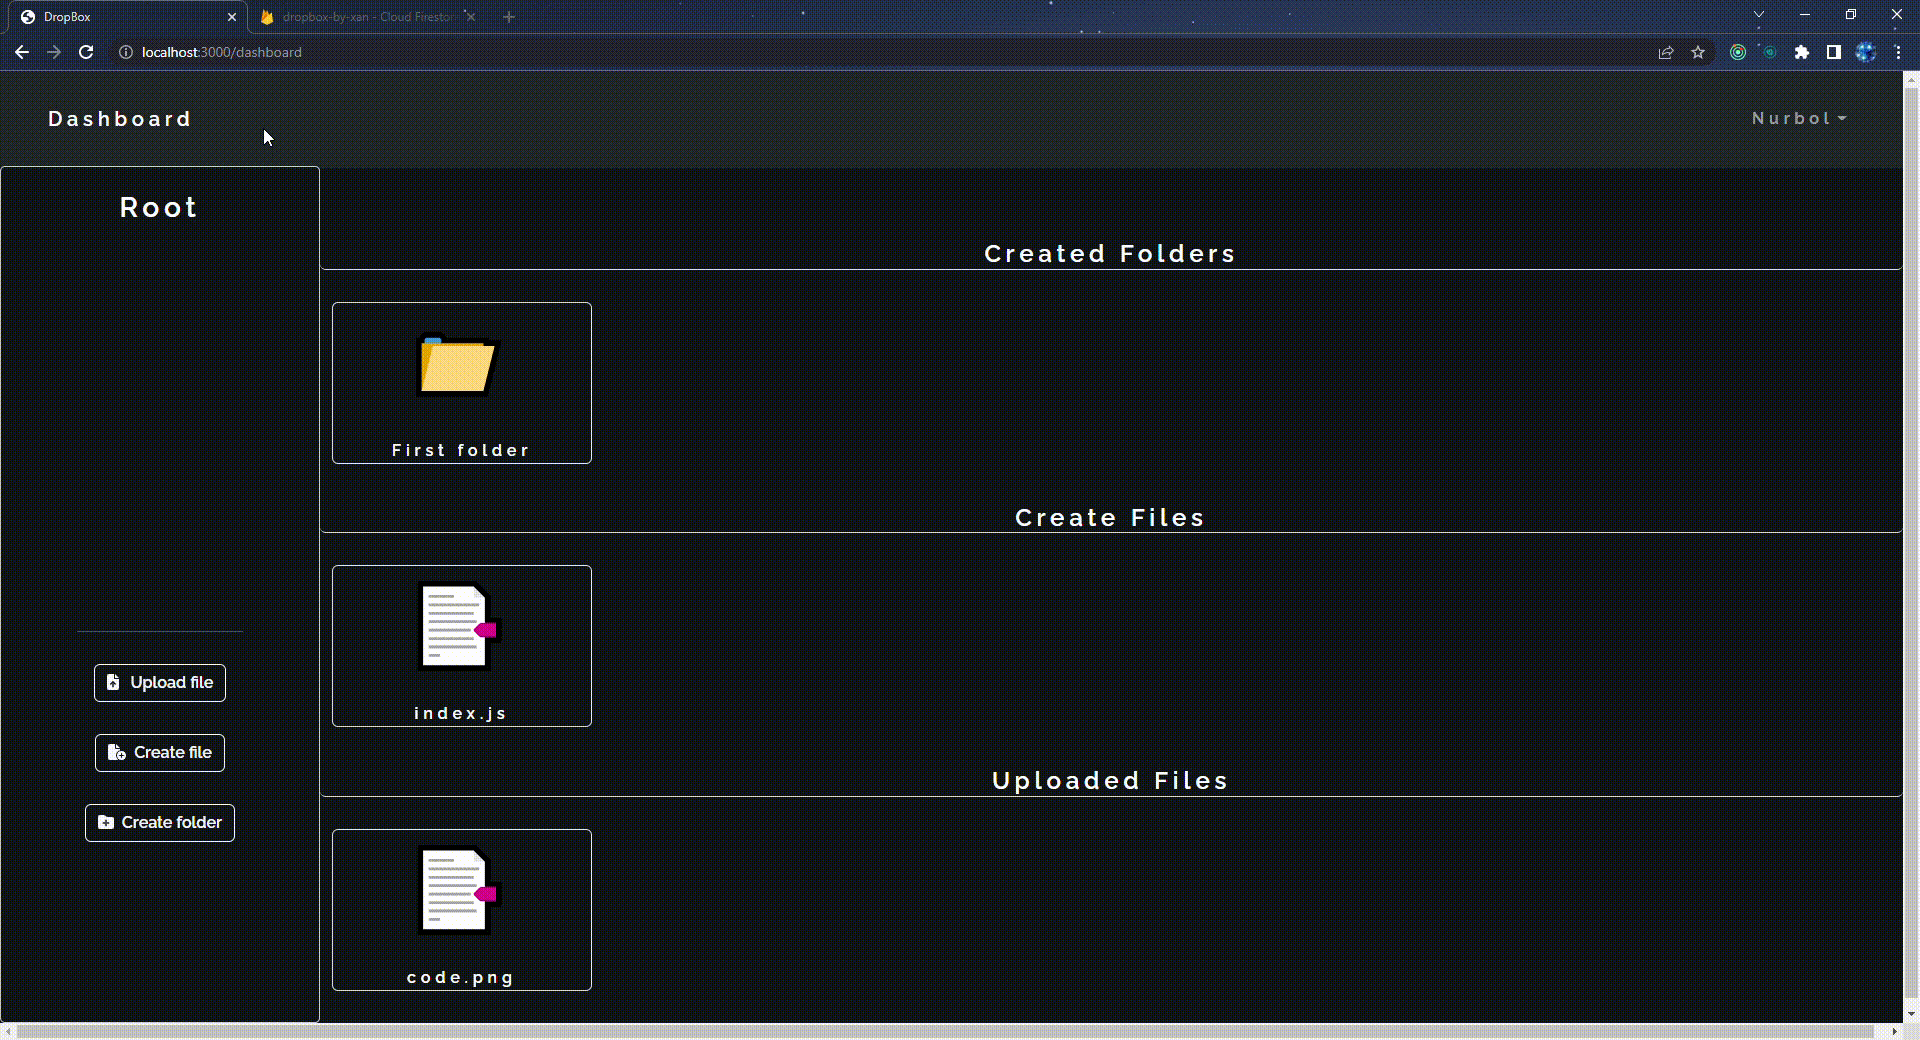 DropBox
dropbox-by-xan - Cloud Firestor
localhost:3000/dashboard
Dashboard
Nurbol
Root
Created Folders
First folder
Create Files
index.js
Upload file
Create file
Uploaded Files
Create folder
code.png